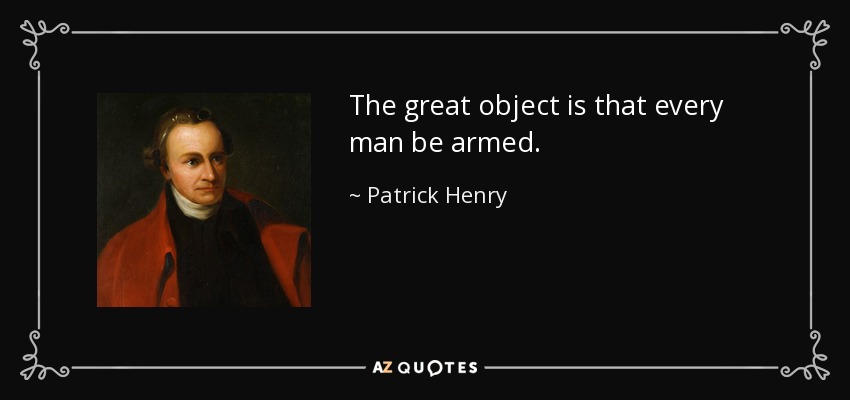 The great object is that every
man be armed.
~ Patrick Henry
AZ QUOTES